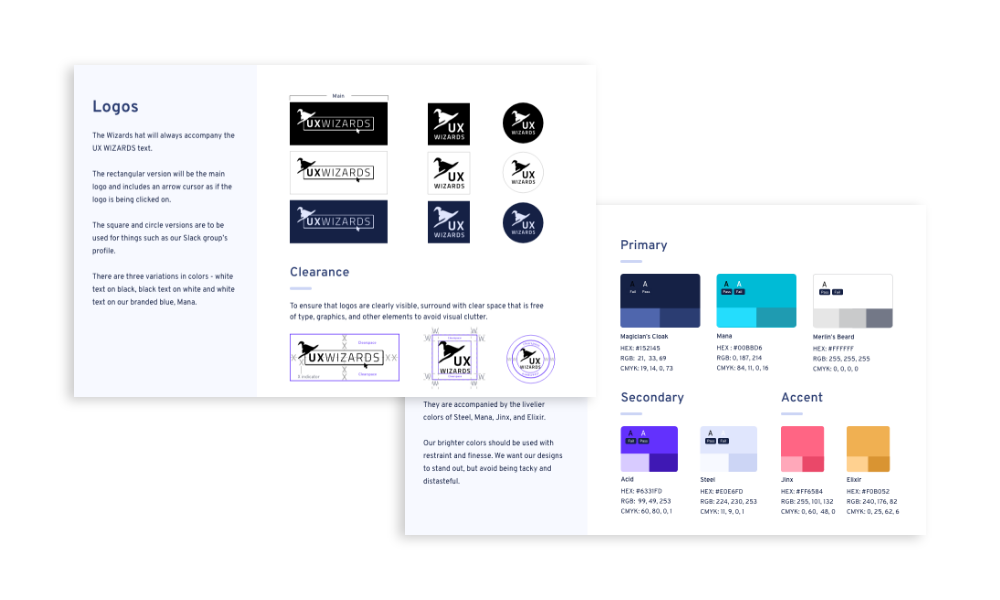 Logos
The Wizards hat will always accompany the
UX WIZARDS text.
The rectangular version will be the main
logo and includes an arrow cursor as if the
logo is being clicked on.
The square and circle versions are to be
used for things such as our Slack group's
profile.
There are three variations in colors - white
text on black, black text on white and white
text on our branded blue, Mana.
Main
UXWIZARDS
UX
WIZARDS
UX
WIZARDS
UXWIZARDS
UX
WIZARDS
UX
WIZARDS
UXWIZARDS
UX
WIZARDS
UX
WIZARDS
Clearance
To ensure that logos are clearly visible, surround with clear space that is free
of type, graphics, and other elements to avoid visual clutter.
Clearspace
UXWIZARDS
X indicator
Clearspace
UX
WIZARDS
UX
WIZARDS
They are accompanied by the livelier
colors of Steel, Mana, Jinx, and Elixir.
Our brighter colors should be used with
restraint and finesse. We want our designs
to stand out, but avoid being tacky and
distasteful.
Primary
A A
Fail Pass
Magician's Cloak
HEX: #152145
RGB: 21, 33, 69
CMYK: 19, 14, 0, 73
A A
Pass Fail
Mana
HEX : #00BBD6
RGB: 0, 187, 214
CMYK: 84, 11, 0, 16
A
Pass Fail
Merlin's Beard
HEX : #FFFFFF
RGB: 255, 255, 255
CMYK: 0, 0, 0, 0
Secondary
A A
Fail Pass
Acid
HEX: #6331FD
RGB: 99, 49, 253
CMYK: 60, 80, 0, 1
A A
Pass Fail
Steel
HEX: #E0E6FD
RGB: 224, 230, 253
CMYK: 11, 9, 0, 1
Accent
Jinx
HEX: #FF6584
RGB: 255, 101, 132
CMYK: 0, 60, 48, 0
Elixir
HEX: #F0B052
RGB: 240, 176, 82
CMYK: 0, 25, 62, 6